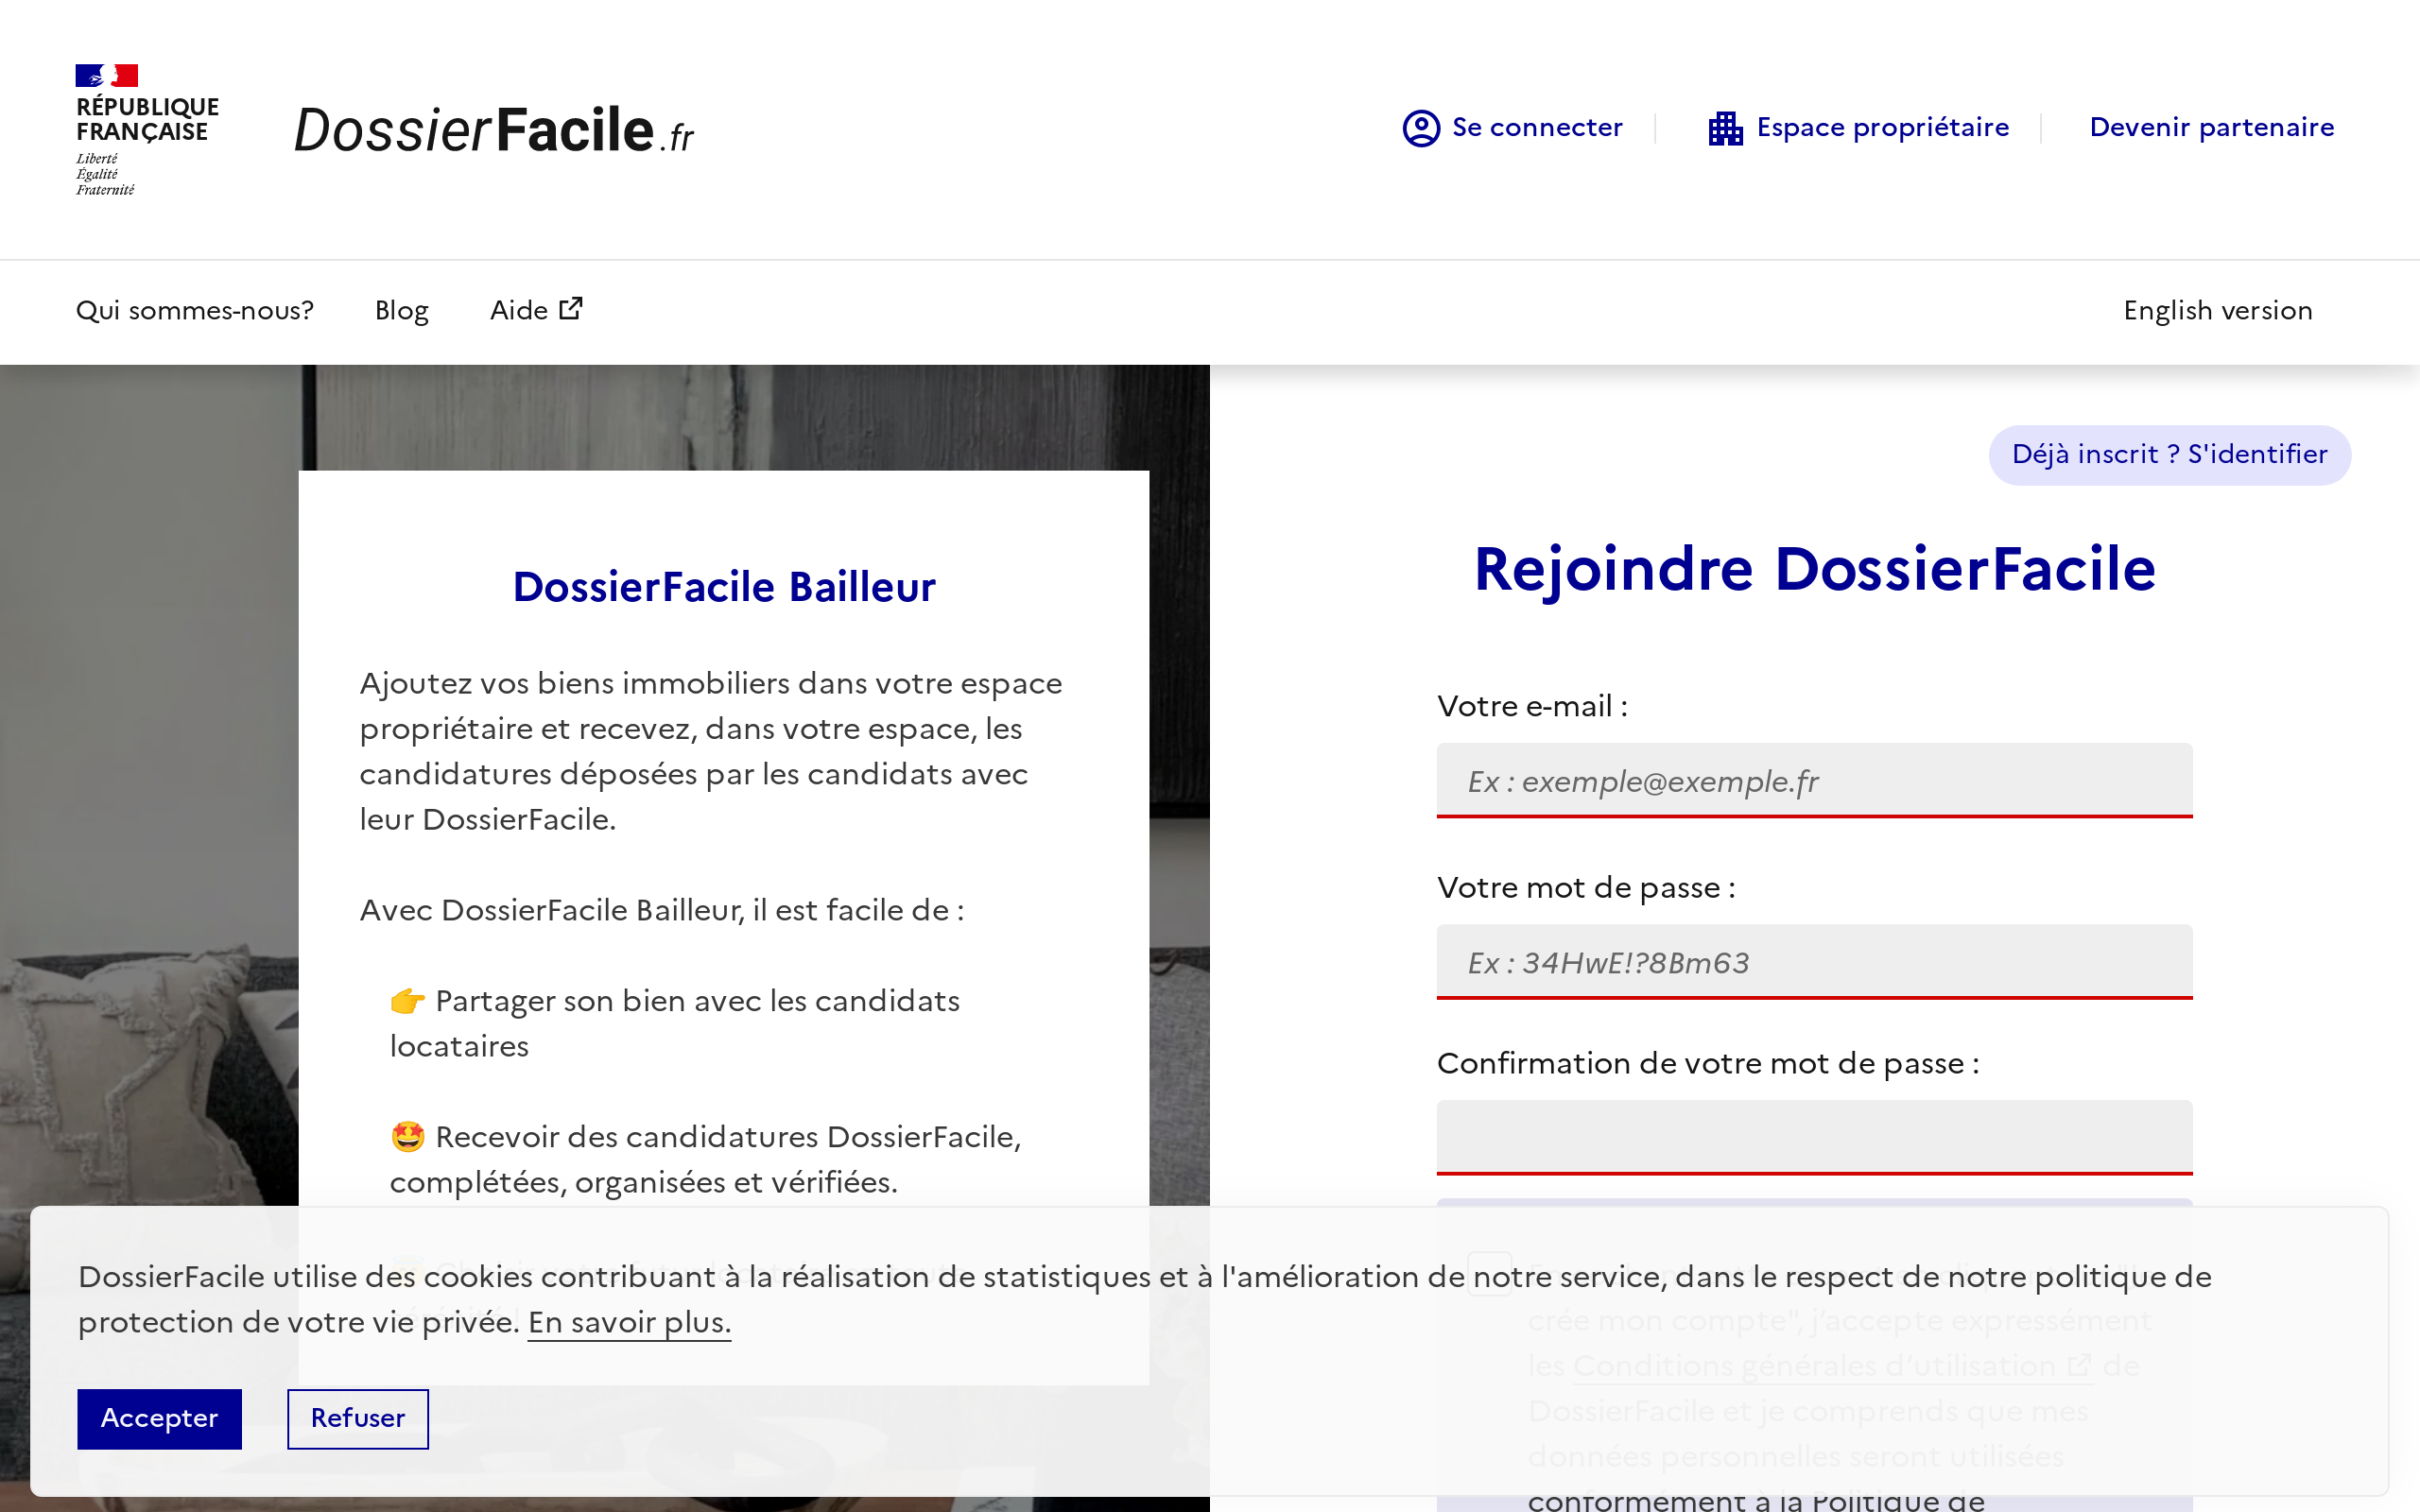 RÉPUBLIQUE
FRANÇAISE
Liberté
Égalité
Fraternité
DossierFacile.fr
Se connecter
Espace propriétaire
Devenir partenaire
Qui sommes-nous?
Blog
Aide
English version
DossierFacile Bailleur
Ajoutez vos biens immobiliers dans votre espace
propriétaire et recevez, dans votre espace, les
candidatures déposées par les candidats avec
leur DossierFacile.
Avec DossierFacile Bailleur, il est facile de :
👉 Partager son bien avec les candidats
locataires
🤩 Recevoir des candidatures DossierFacile,
complétées, organisées et vérifiées.
Déjà inscrit ? S'identifier
Rejoindre DossierFacile
Votre e-mail :
Ex : exemple@exemple.fr
Votre mot de passe :
Ex : 34HwE!?8Bm63
Confirmation de votre mot de passe :
crée mon compte", j'accepte expressément
les Conditions générales d'utilisation de
DossierFacile et je comprends que mes
données personnelles seront utilisées
conformément à la Politique de
DossierFacile utilise des cookies contribuant à la réalisation de statistiques et à l'amélioration de notre service, dans le respect de notre politique de
protection de votre vie privée. En savoir plus.
Accepter
Refuser